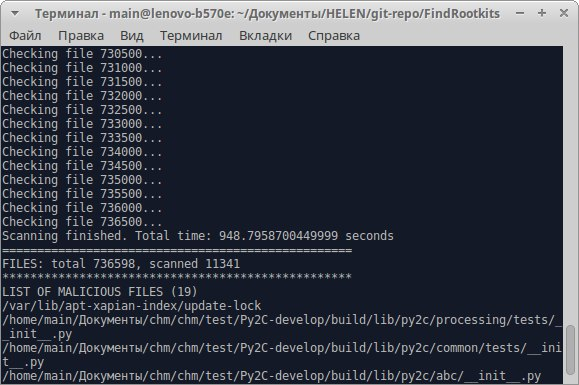 Терминал - main@lenovo-b570e: ~/Документы/HELEN/git-repo/FindRootkits
Файл Правка Вид Терминал Вкладки Справка
Checking file 730500...
Checking file 731000...
Checking file 731500...
Checking file 732000...
Checking file 732500...
Checking file 733000...
Checking file 733500...
Checking file 734000...
Checking file 734500...
Checking file 735000...
Checking file 735500...
Checking file 736000...
Checking file 736500...
Scanning finished. Total time: 948.7958700449999 seconds
==================================================
FILES: total 736598, scanned 11341
**************************************************
LIST OF MALICIOUS FILES (19)
/var/lib/apt-xapian-index/update-lock
/home/main/Документы/chm/chm/test/Py2C-develop/build/lib/py2c/processing/tests/_
_init__.py
/home/main/Документы/chm/chm/test/Py2C-develop/build/lib/py2c/common/tests/__ini
t__.py
/home/main/Документы/chm/chm/test/Py2C-develop/build/lib/py2c/abc/__init__.py